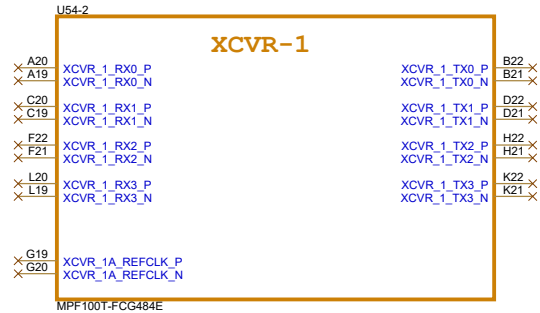 U54-2
XCVR-1
A20 XCVR_1_RX0_P XCVR_1_TX0_P B22
A19 XCVR_1_RX0_N XCVR_1_TX0_N B21
C20 XCVR_1_RX1_P XCVR_1_TX1_P D22
C19 XCVR_1_RX1_N XCVR_1_TX1_N D21
F22 XCVR_1_RX2_P XCVR_1_TX2_P H22
F21 XCVR_1_RX2_N XCVR_1_TX2_N H21
L20 XCVR_1_RX3_P XCVR_1_TX3_P K22
L19 XCVR_1_RX3_N XCVR_1_TX3_N K21
G19 XCVR_1A_REFCLK_P
G20 XCVR_1A_REFCLK_N
MPF100T-FCG484E